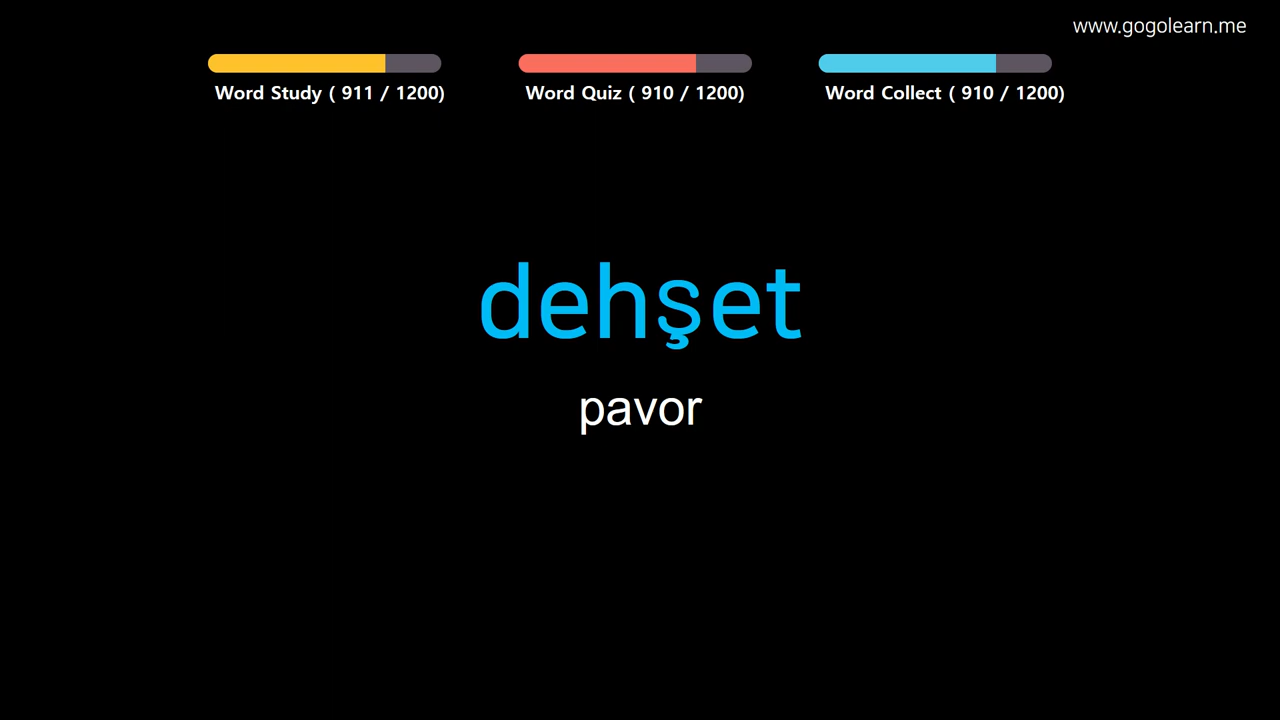 www.gogolearn.me
Word Study ( 911 / 1200)
Word Quiz ( 910 / 1200)
Word Collect ( 910 / 1200)
dehşet
pavor